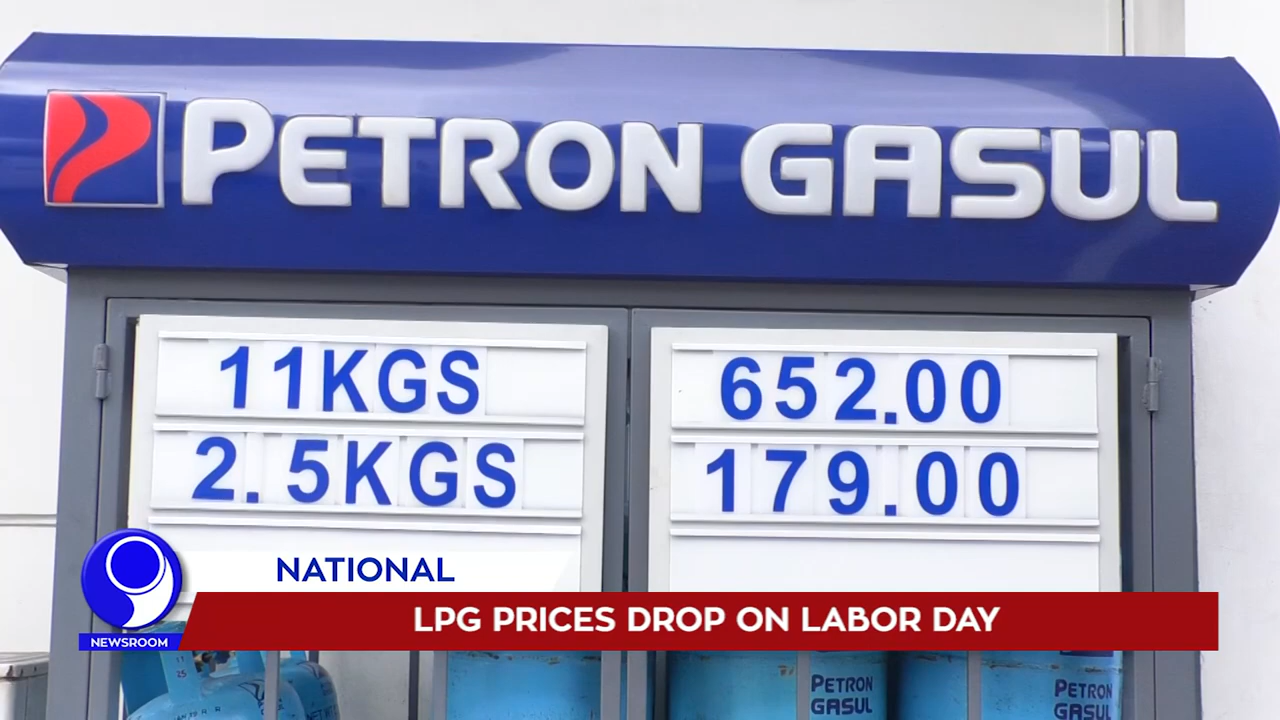 PETRON GASUL
11KGS 652.00
2.5KGS 179.00
NATIONAL
LPG PRICES DROP ON LABOR DAY
NEWSROOM
PETRON
GASUL
PETRON
GASUL